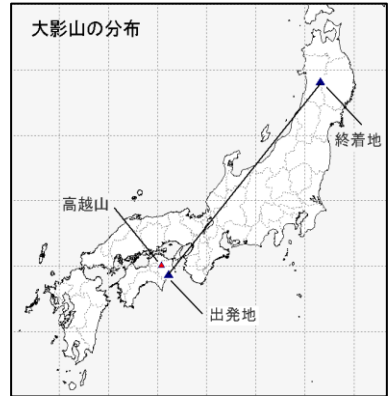 大影山の分布
終着地
高越山
出発地